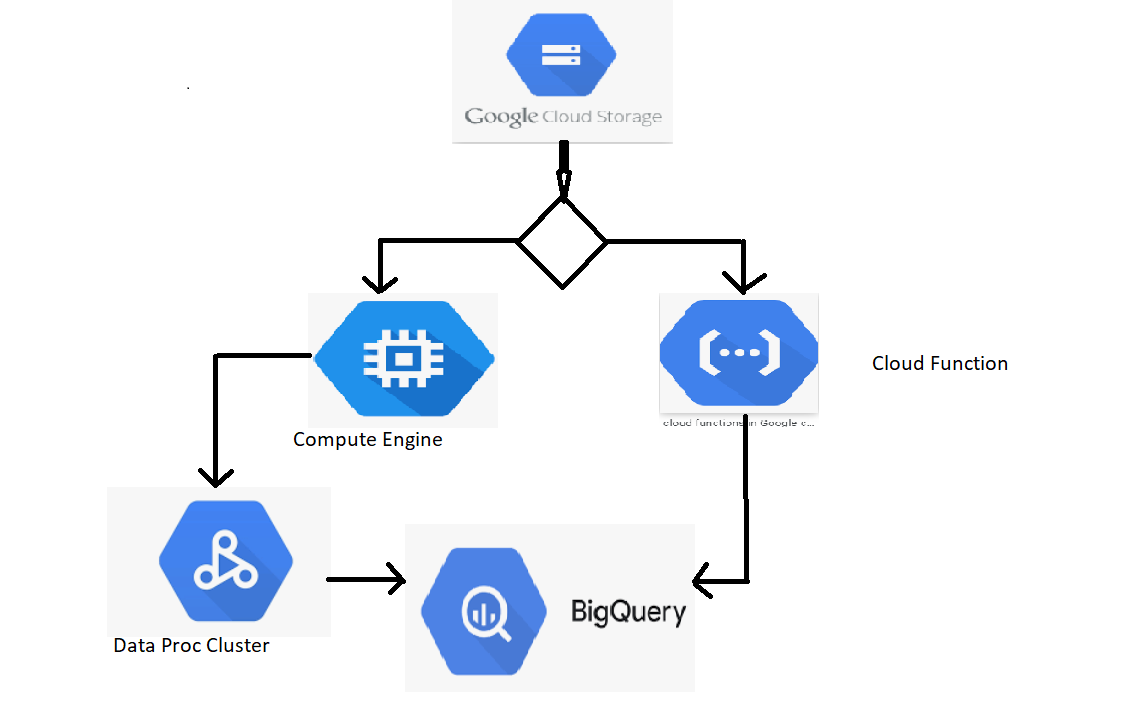 Google Cloud Storage
Cloud Function
cloud functions in Google c...
Compute Engine
BigQuery
Data Proc Cluster